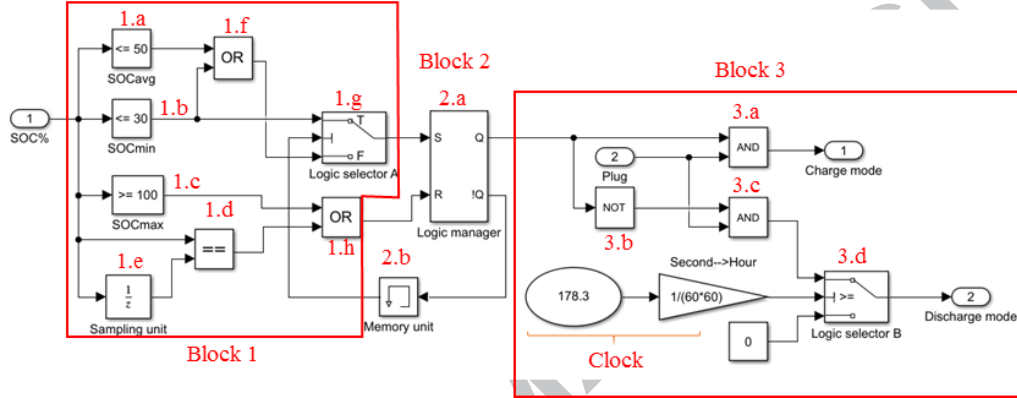 1.a
<= 50
SOCavg
1.f
OR
Block 2
Block 3
1
SOC%
<= 30
SOCmin
1.b
1.g
T
F
Logic selector A
2.a
S
Q
R
!Q
Logic manager
3.a
AND
1
Charge mode
2
Plug
>= 100
SOCmax
1.c
1.d
==
OR
1.h
NOT
3.b
3.c
AND
1.e
1
z
Sampling unit
2.b
Memory unit
178.3
Second-->Hour
1/(60*60)
3.d
>=
Logic selector B
2
Discharge mode
0
Block 1
Clock